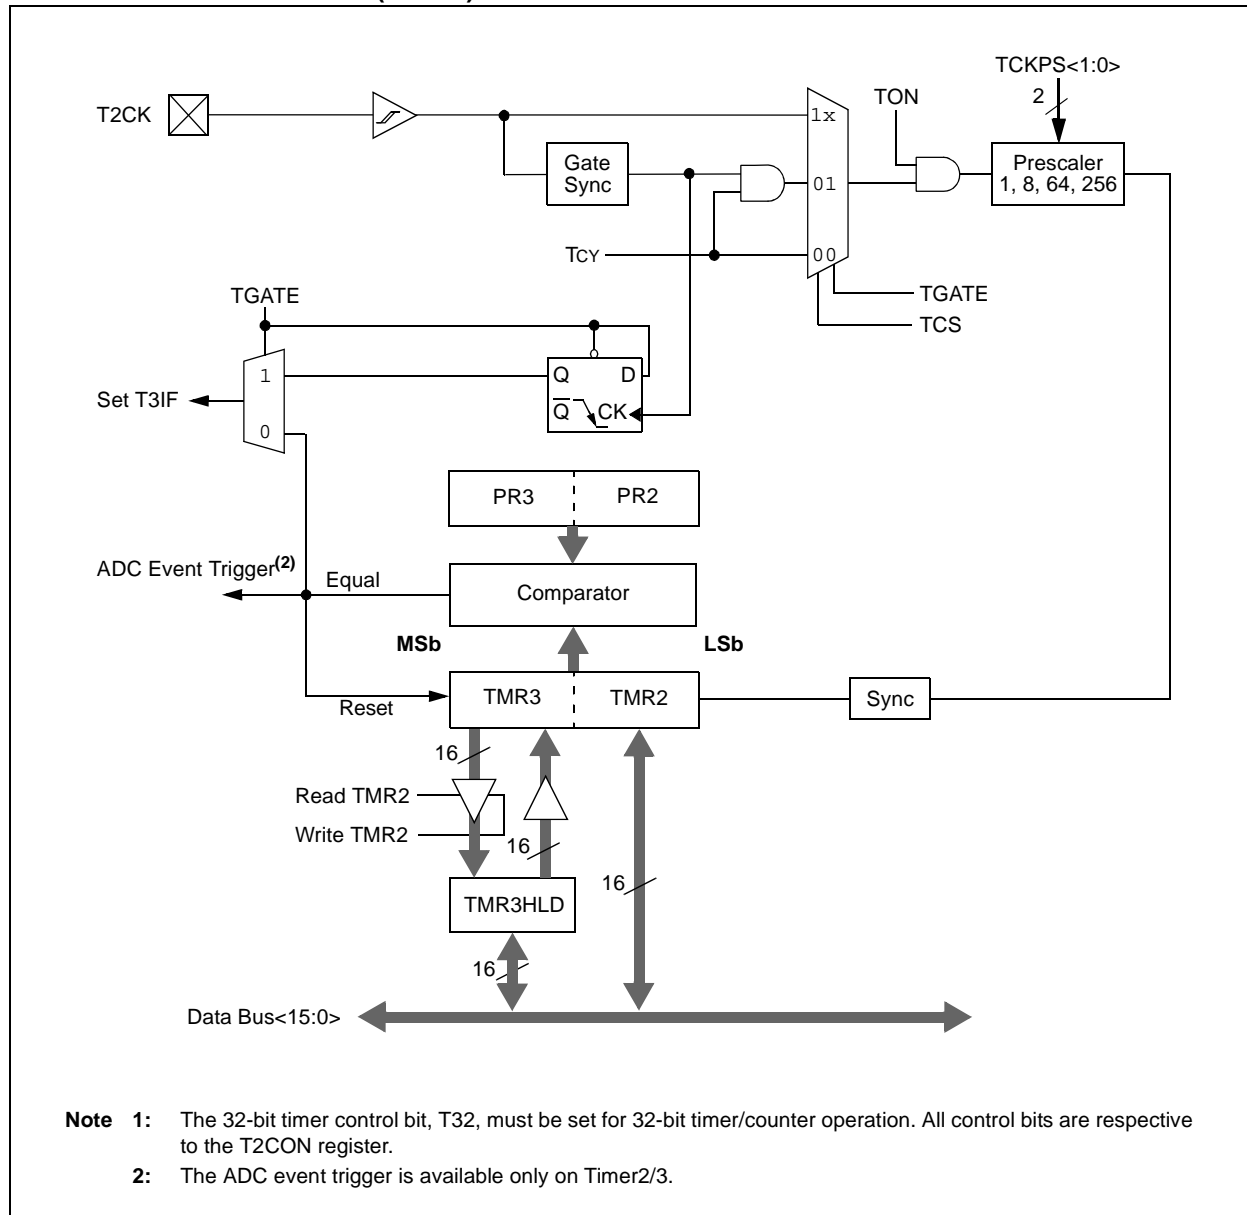 TCKPS<1:0>
2
TON
T2CK
1x
Gate
Sync
Prescaler
1, 8, 64, 256
01
TCY
00
TGATE
TCS
TGATE
1
Q
D
Set T3IF
Q
CK
0
PR3
PR2
ADC Event Trigger(2)
Equal
Comparator
MSb
LSb
TMR3
TMR2
Sync
Reset
16
Read TMR2
Write TMR2
16
16
TMR3HLD
16
Data Bus<15:0>
Note 1: The 32-bit timer control bit, T32, must be set for 32-bit timer/counter operation. All control bits are respective
to the T2CON register.
2: The ADC event trigger is available only on Timer2/3.